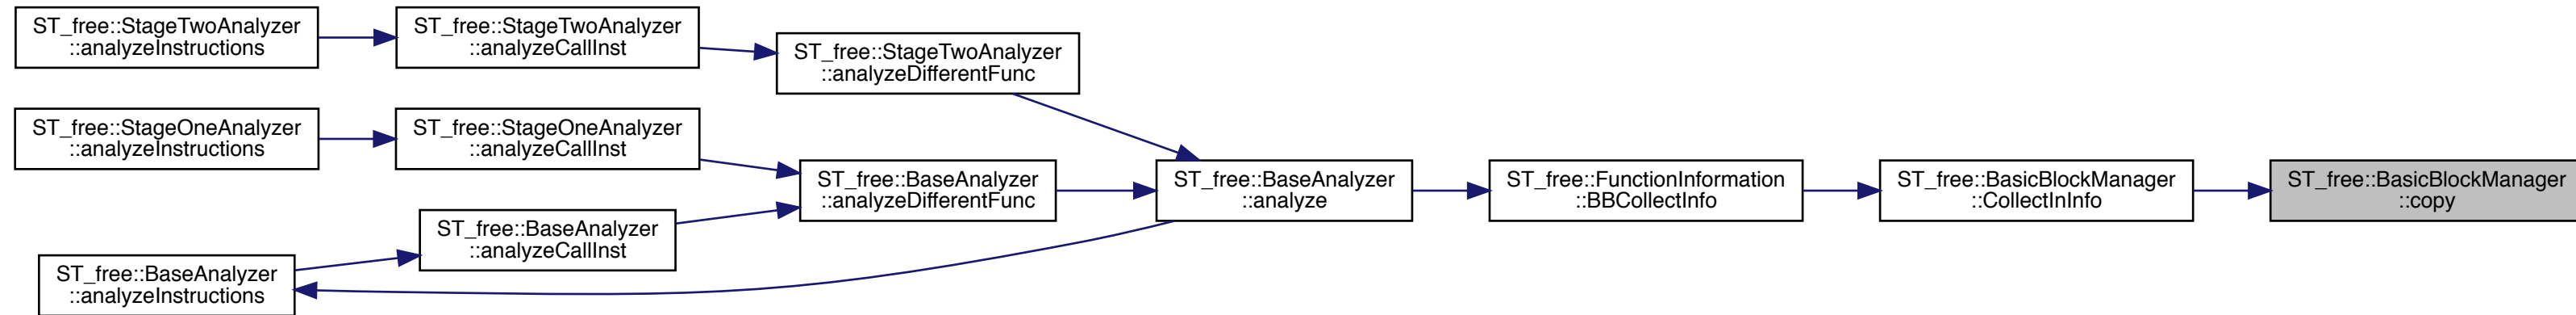 ST_free::StageTwoAnalyzer
::analyzeInstructions
ST_free::StageTwoAnalyzer
::analyzeCallInst
ST_free::StageTwoAnalyzer
::analyzeDifferentFunc
ST_free::StageOneAnalyzer
::analyzeInstructions
ST_free::StageOneAnalyzer
::analyzeCallInst
ST_free::BaseAnalyzer
::analyzeDifferentFunc
ST_free::BaseAnalyzer
::analyze
ST_free::FunctionInformation
::BBCollectInfo
ST_free::BasicBlockManager
::CollectInInfo
ST_free::BasicBlockManager
::copy
ST_free::BaseAnalyzer
::analyzeCallInst
ST_free::BaseAnalyzer
::analyzeInstructions